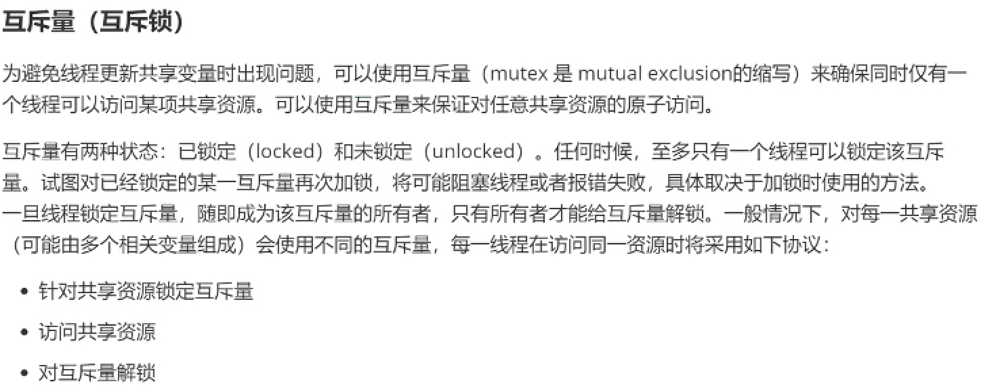 互斥量（互斥锁）
为避免线程更新共享变量时出现问题，可以使用互斥量（mutex 是 mutual exclusion的缩写）来确保同时仅有一
个线程可以访问某项共享资源。可以使用互斥量来保证对任意共享资源的原子访问。
互斥量有两种状态：已锁定（locked）和未锁定（unlocked）。任何时候，至多只有一个线程可以锁定该互斥
量。试图对已经锁定的某一互斥量再次加锁，将可能阻塞线程或者报错失败，具体取决于加锁时使用的方法。
一旦线程锁定互斥量，随即成为该互斥量的所有者，只有所有者才能给互斥量解锁。一般情况下，对每一共享资源
（可能由多个相关变量组成）会使用不同的互斥量，每一线程在访问同一资源时将采用如下协议：
• 针对共享资源锁定互斥量
• 访问共享资源
• 对互斥量解锁